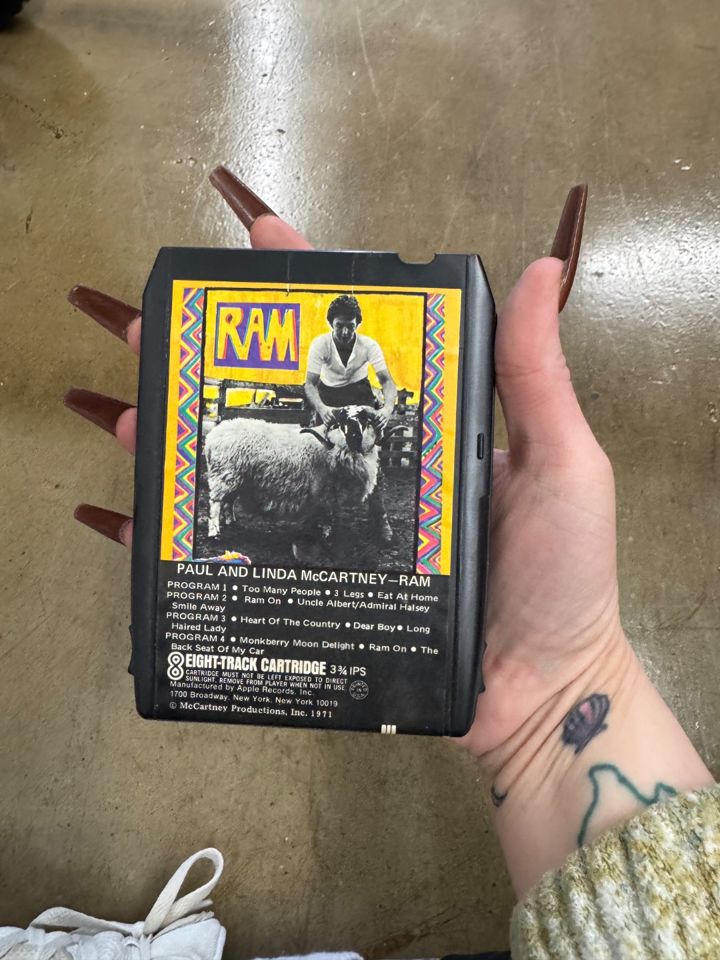 RAM
PAUL AND LINDA McCARTNEY—RAM
PROGRAM 1 • Too Many People • 3 Legs • Eat At Home
PROGRAM 2 • Ram On • Uncle Albert/Admiral Halsey
Smile Away
PROGRAM 3 • Heart Of The Country • Dear Boy • Long
Haired Lady
PROGRAM 4 • Monkberry Moon Delight • Ram On • The
Back Seat Of My Car
8 EIGHT-TRACK CARTRIDGE 3¾ IPS
CARTRIDGE MUST NOT BE LEFT EXPOSED TO DIRECT
SUNLIGHT. REMOVE FROM PLAYER WHEN NOT IN USE.
Manufactured by Apple Records, Inc.
1700 Broadway, New York, New York 10019
© McCartney Productions, Inc. 1971